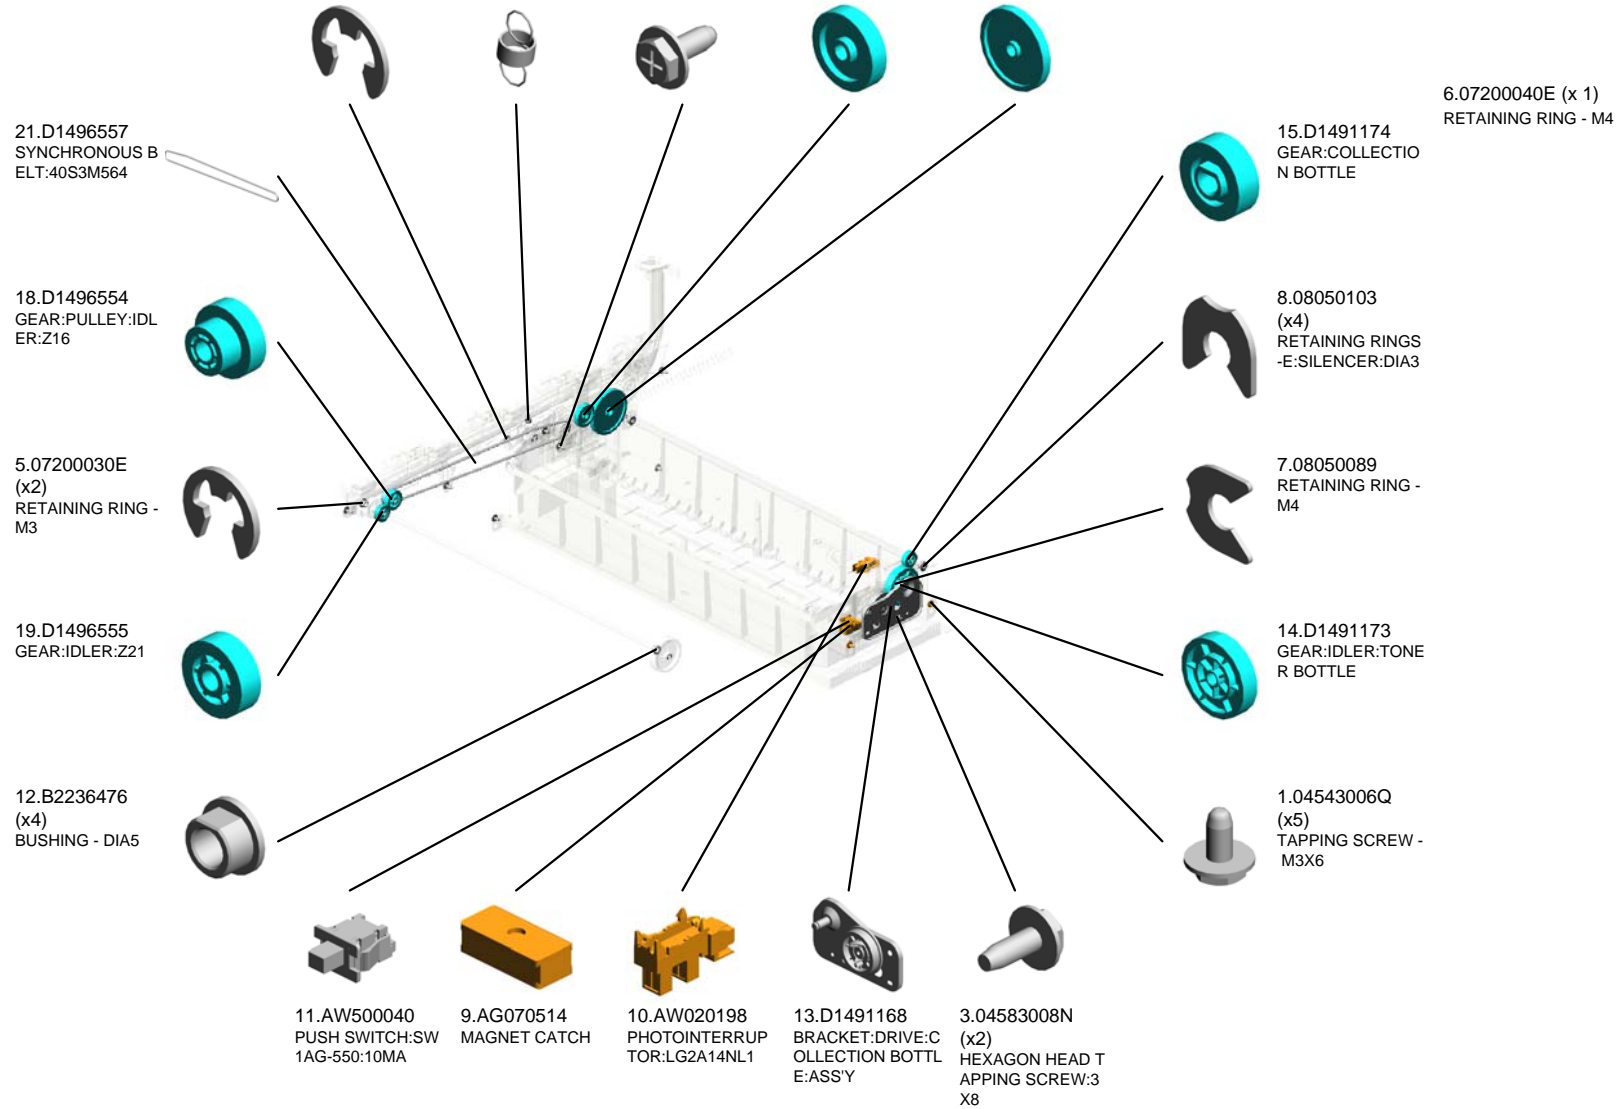 6.07200040E (x 1)
RETAINING RING - M4
21.D1496557
SYNCHRONOUS B
ELT:40S3M564
15.D1491174
GEAR:COLLECTIO
N BOTTLE
18.D1496554
GEAR:PULLEY:IDL
ER:Z16
8.08050103
(x4)
RETAINING RINGS
-E:SILENCER:DIA3
5.07200030E
(x2)
RETAINING RING -
M3
7.08050089
RETAINING RING -
M4
19.D1496555
GEAR:IDLER:Z21
14.D1491173
GEAR:IDLER:TONE
R BOTTLE
12.B2236476
(x4)
BUSHING - DIA5
1.04543006Q
(x5)
TAPPING SCREW -
M3X6
11.AW500040
PUSH SWITCH:SW
1AG-550:10MA
9.AG070514
MAGNET CATCH
10.AW020198
PHOTOINTERRUP
TOR:LG2A14NL1
13.D1491168
BRACKET:DRIVE:C
OLLECTION BOTTL
E:ASS'Y
3.04583008N
(x2)
HEXAGON HEAD T
APPING SCREW:3
X8